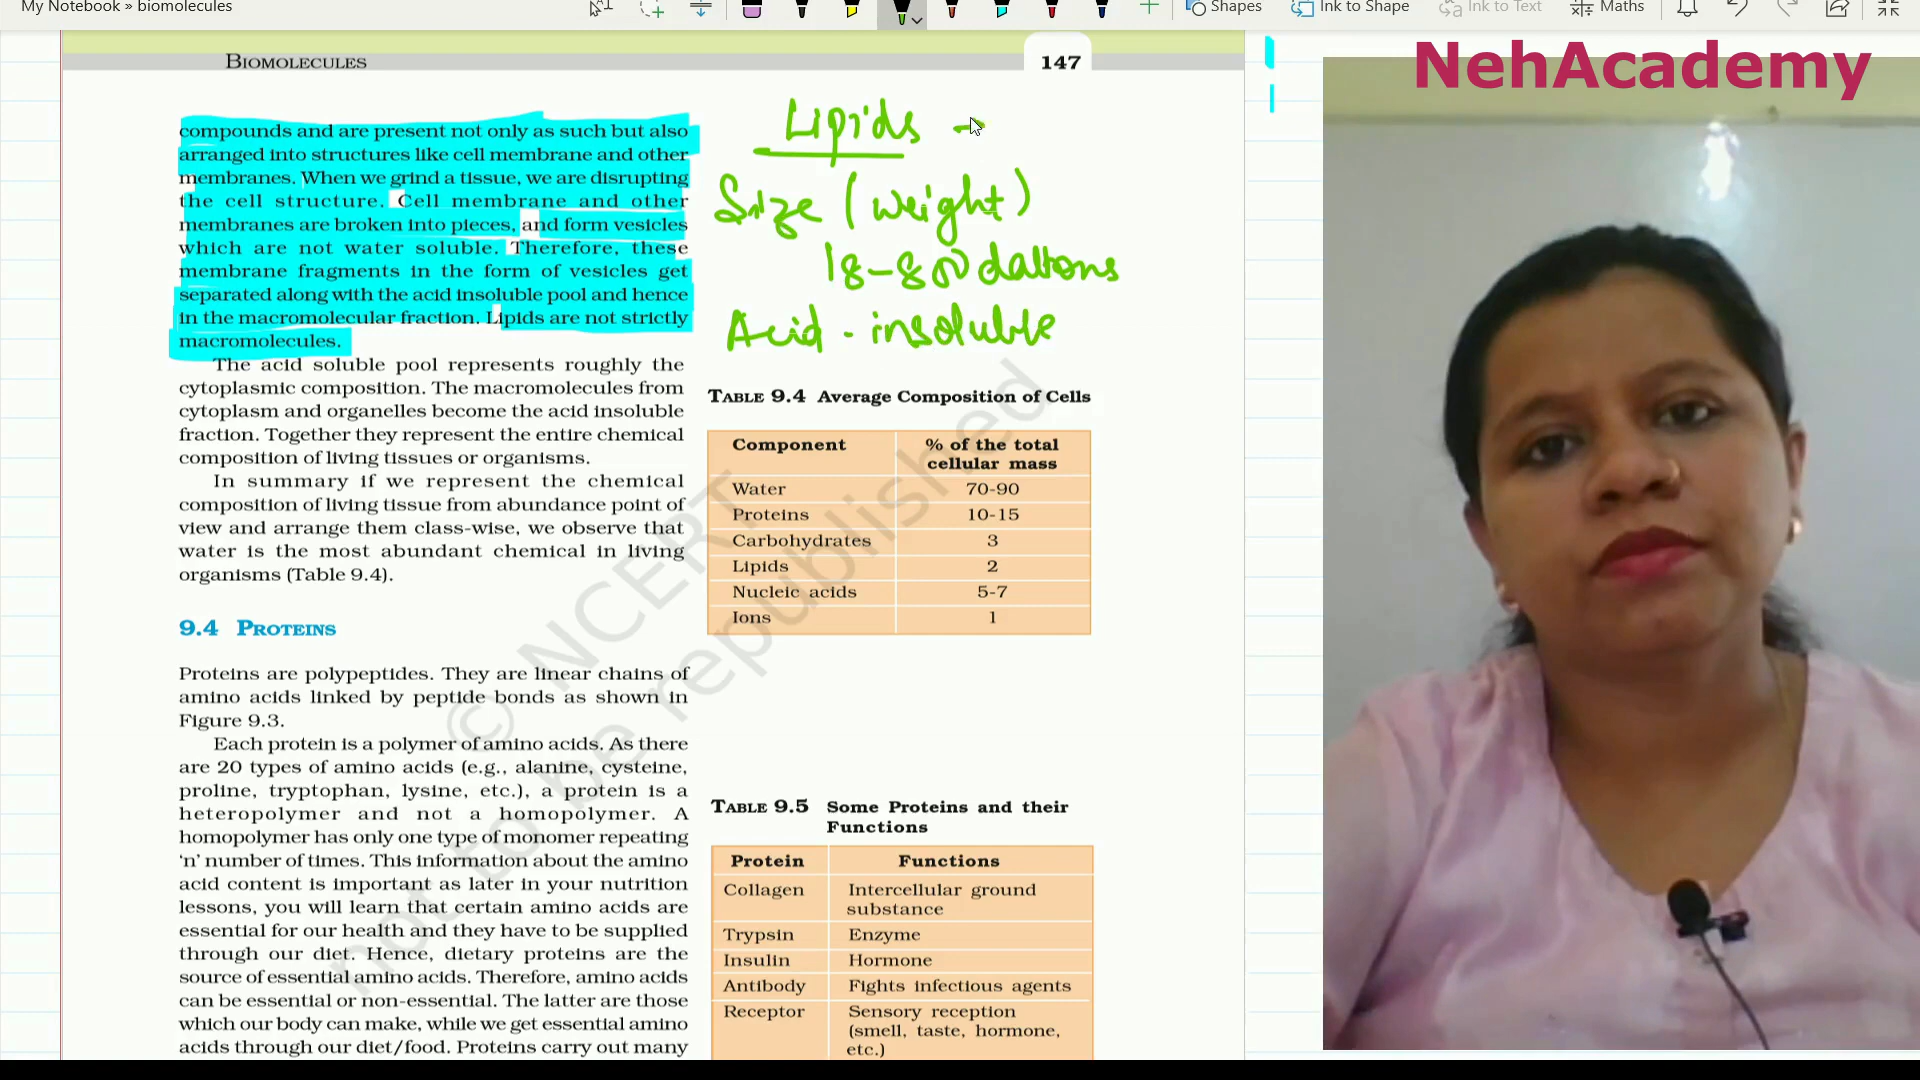 My Notebook » biomolecules
Shapes
Ink to Shape
Ink to Text
Maths
NehAcademy
BIOMOLECULES
147
compounds and are present not only as such but also
arranged into structures like cell membrane and other
membranes. When we grind a tissue, we are disrupting
the cell structure. Cell membrane and other
membranes are broken into pieces, and form vesicles
which are not water soluble. Therefore, these
membrane fragments in the form of vesicles get
separated along with the acid insoluble pool and hence
in the macromolecular fraction. Lipids are not strictly
macromolecules.
The acid soluble pool represents roughly the
cytoplasmic composition. The macromolecules from
cytoplasm and organelles become the acid insoluble
fraction. Together they represent the entire chemical
composition of living tissues or organisms.
In summary if we represent the chemical
composition of living tissue from abundance point of
view and arrange them class-wise, we observe that
water is the most abundant chemical in living
organisms (Table 9.4).
9.4 PROTEINS
Proteins are polypeptides. They are linear chains of
amino acids linked by peptide bonds as shown in
Figure 9.3.
Each protein is a polymer of amino acids. As there
are 20 types of amino acids (e.g., alanine, cysteine,
proline, tryptophan, lysine, etc.), a protein is a
heteropolymer and not a homopolymer. A
homopolymer has only one type of monomer repeating
'n' number of times. This information about the amino
acid content is important as later in your nutrition
lessons, you will learn that certain amino acids are
essential for our health and they have to be supplied
through our diet. Hence, dietary proteins are the
source of essential amino acids. Therefore, amino acids
can be essential or non-essential. The latter are those
which our body can make, while we get essential amino
acids through our diet/food. Proteins carry out many
Lipids -
Size (weight)
18-800 daltons
Acid - insoluble
TABLE 9.4 Average Composition of Cells
Component % of the total
cellular mass
Water 70-90
Proteins 10-15
Carbohydrates 3
Lipids 2
Nucleic acids 5-7
Ions 1
TABLE 9.5 Some Proteins and their
Functions
Protein Functions
Collagen Intercellular ground
substance
Trypsin Enzyme
Insulin Hormone
Antibody Fights infectious agents
Receptor Sensory reception
(smell, taste, hormone,
etc.)
© NCERT
not to be republished